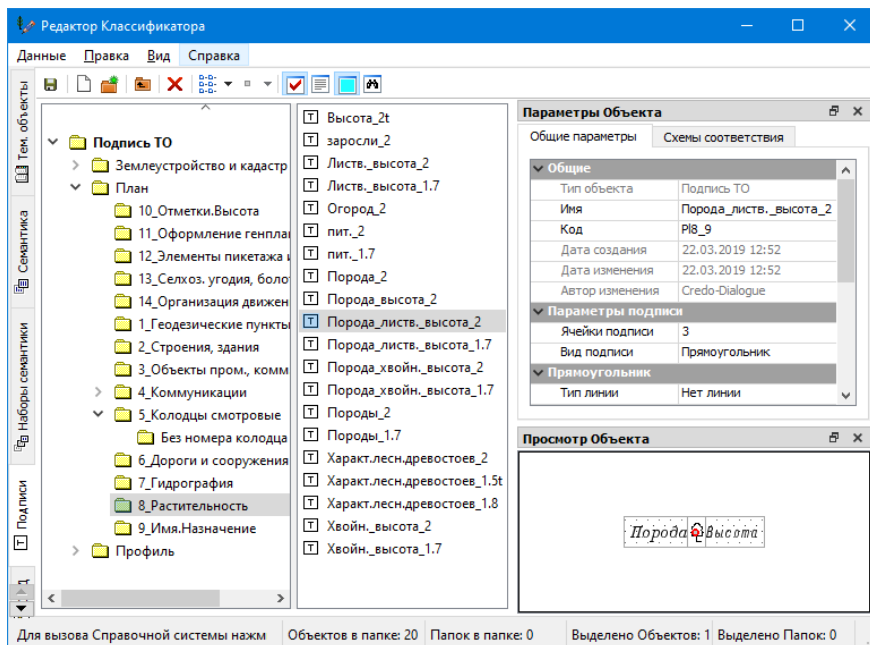 Редактор Классификатора
Данные Правка Вид Справка
Тем. объекты
Семантика
Наборы семантики
Подписи
Подпись ТО
Землеустройство и кадастр
План
10_Отметки.Высота
11_Оформление генпла
12_Элементы пикетажа и
13_Селхоз. угодия, боло
14_Организация движен
1_Геодезические пункты
2_Строения, здания
3_Объекты пром., комм
4_Коммуникации
5_Колодцы смотровые
Без номера колодца
6_Дороги и сооружения
7_Гидрография
8_Растительность
9_Имя.Назначение
Профиль
Высота_2t
заросли_2
Листв._высота_2
Листв._высота_1.7
Огород_2
пит._2
пит._1.7
Порода_2
Порода_высота_2
Порода_листв._высота_2
Порода_листв._высота_1.7
Порода_хвойн._высота_2
Порода_хвойн._высота_1.7
Породы_2
Породы_1.7
Характ.лесн.древостоев_2
Характ.лесн.древостоев_1.5t
Характ.лесн.древостоев_1.8
Хвойн._высота_2
Хвойн._высота_1.7
Параметры Объекта
Общие параметры Схемы соответствия
Общие
Тип объекта Подпись ТО
Имя Порода_листв._высота_2
Код Pl8_9
Дата создания 22.03.2019 12:52
Дата изменения 22.03.2019 12:52
Автор изменения Credo-Dialogue
Параметры подписи
Ячейки подписи 3
Вид подписи Прямоугольник
Прямоугольник
Тип линии Нет линии
Просмотр Объекта
Порода высота
Для вызова Справочной системы нажм Объектов в папке: 20 Папок в папке: 0 Выделено Объектов: 1 Выделено Папок: 0